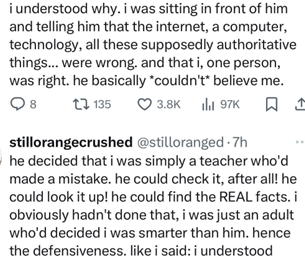 i understood why. i was sitting in front of him
and telling him that the internet, a computer,
technology, all these supposedly authoritative
things... were wrong. and that i, one person,
was right. he basically *couldn't* believe me.
8 135 3.8K 97K
stillorangecrushed @stilloranged · 7h
he decided that i was simply a teacher who'd
made a mistake. he could check it, after all! he
could look it up! he could find the REAL facts. i
obviously hadn't done that, i was just an adult
who'd decided i was smarter than him. hence
the defensiveness. like i said: i understood